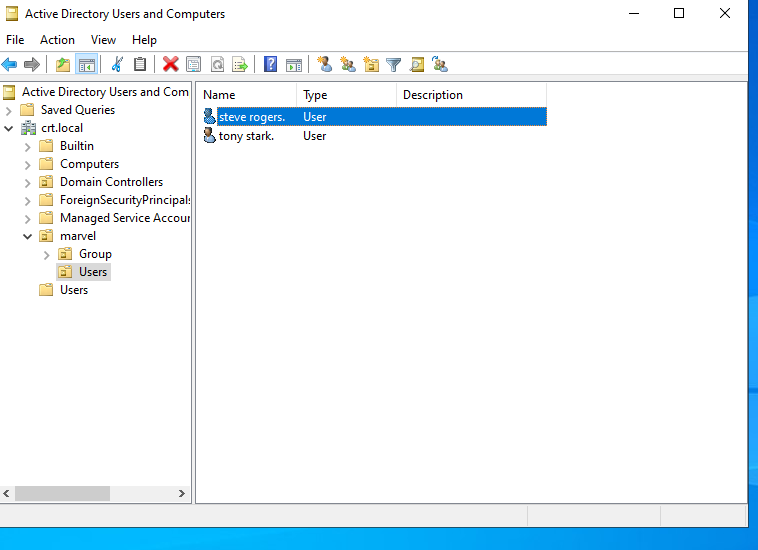 Active Directory Users and Computers
File Action View Help
Active Directory Users and Com
Saved Queries
crt.local
Builtin
Computers
Domain Controllers
ForeignSecurityPrincipals
Managed Service Accour
marvel
Group
Users
Users
Name Type Description
steve rogers. User
tony stark. User